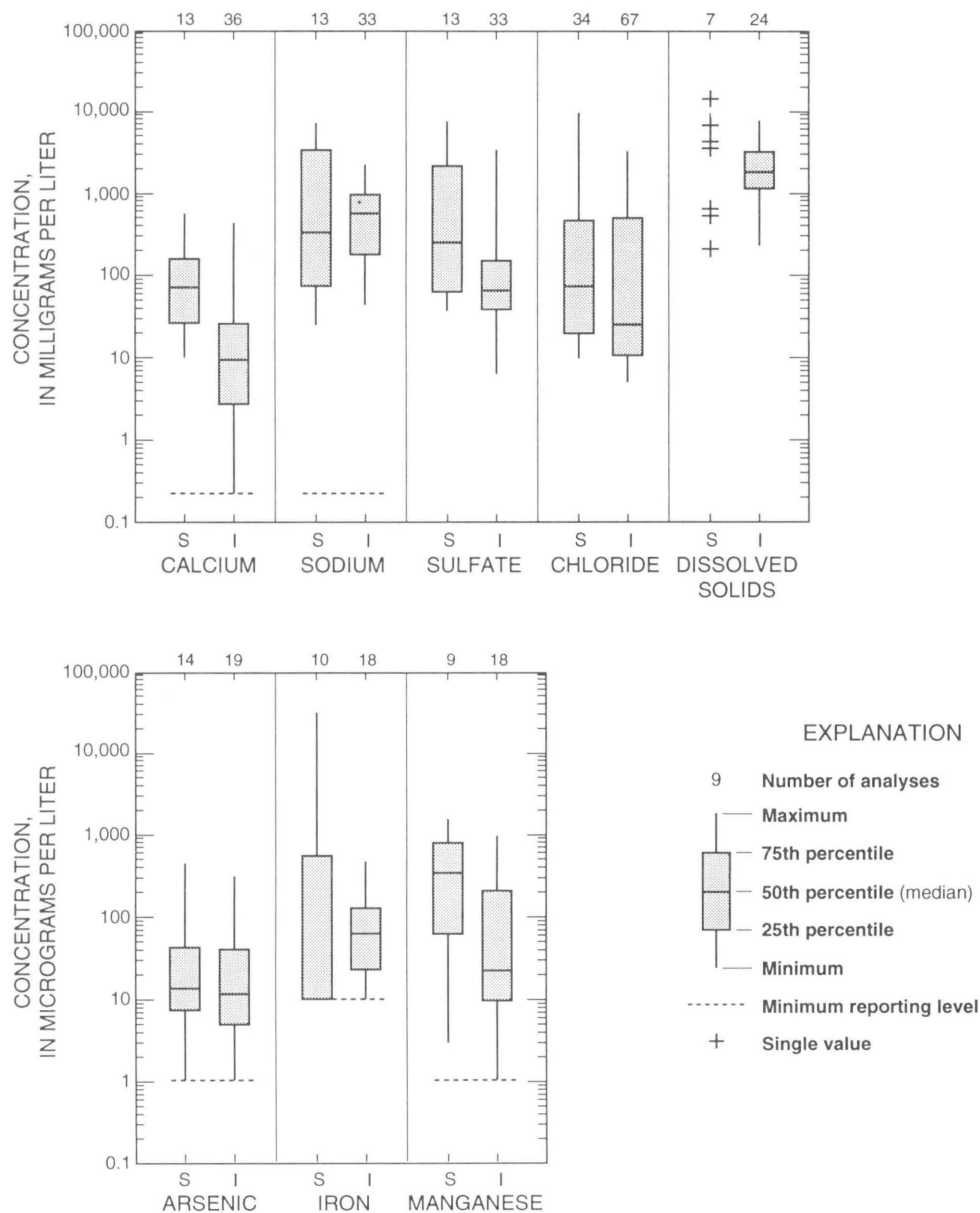 13 36 13 33 13 33 34 67 7 24
100,000
10,000
1,000
100
10
1
0.1
CONCENTRATION,
IN MILLIGRAMS PER LITER
S I S I S I S I S I
CALCIUM SODIUM SULFATE CHLORIDE DISSOLVED
SOLIDS
14 19 10 18 9 18
100,000
10,000
1,000
100
10
1
0.1
CONCENTRATION,
IN MICROGRAMS PER LITER
S I S I S I
ARSENIC IRON MANGANESE
EXPLANATION
9 Number of analyses
Maximum
75th percentile
50th percentile (median)
25th percentile
Minimum
Minimum reporting level
+ Single value